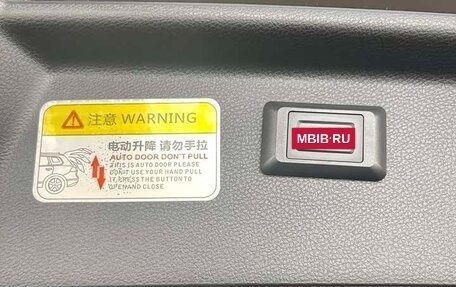 注意 WARNING
电动升降 请勿手拉
AUTO DOOR DON'T PULL
THIS IS AUTO DOOR PLEASE
DON'T USE YOUR HAND PULL
IT, PRESS THE BUTTON TO
OPEN AND CLOSE
MBIB·RU